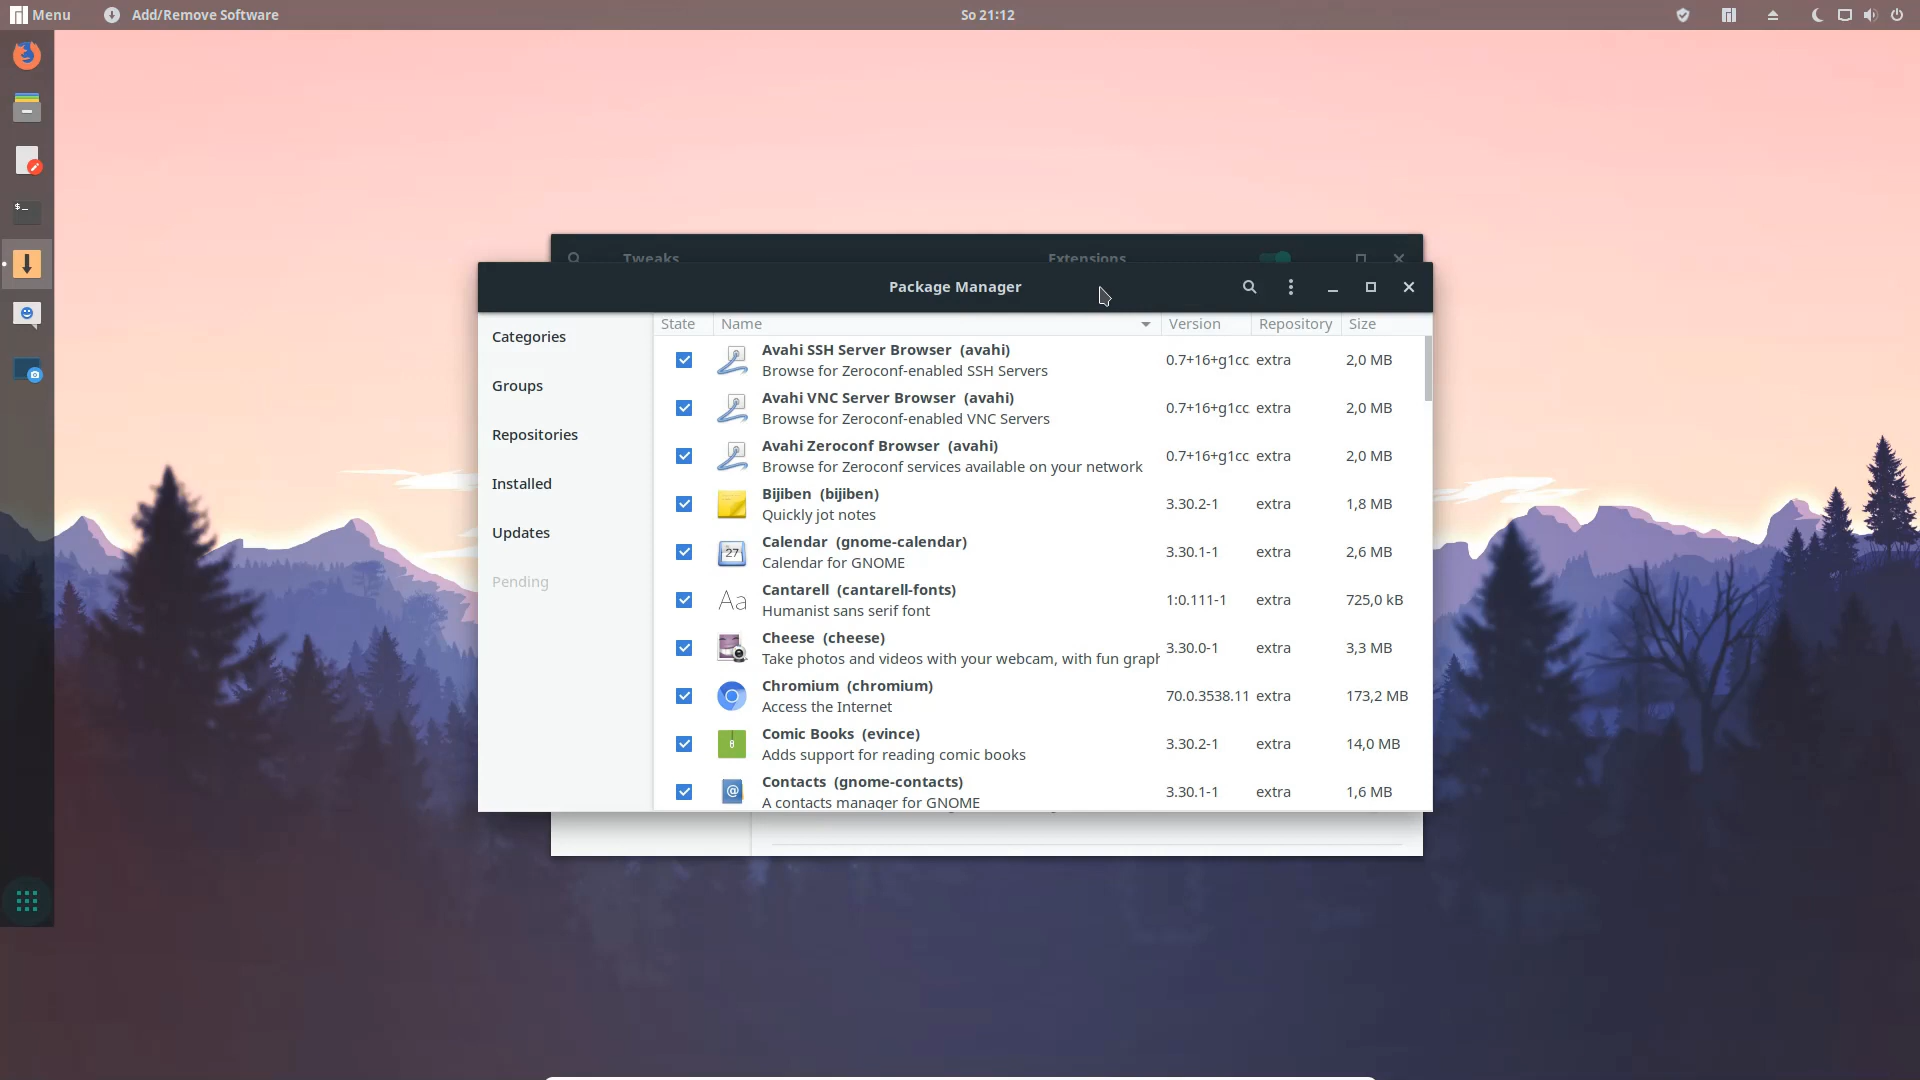 Menu Add/Remove Software So 21:12
Tweaks Extensions
Package Manager
Categories
Groups
Repositories
Installed
Updates
Pending
State Name Version Repository Size
Avahi SSH Server Browser (avahi)
Browse for Zeroconf-enabled SSH Servers
0.7+16+g1cc extra 2,0 MB
Avahi VNC Server Browser (avahi)
Browse for Zeroconf-enabled VNC Servers
0.7+16+g1cc extra 2,0 MB
Avahi Zeroconf Browser (avahi)
Browse for Zeroconf services available on your network
0.7+16+g1cc extra 2,0 MB
Bijiben (bijiben)
Quickly jot notes
3.30.2-1 extra 1,8 MB
27
Calendar (gnome-calendar)
Calendar for GNOME
3.30.1-1 extra 2,6 MB
Aa
Cantarell (cantarell-fonts)
Humanist sans serif font
1:0.111-1 extra 725,0 kB
Cheese (cheese)
Take photos and videos with your webcam, with fun graph
3.30.0-1 extra 3,3 MB
Chromium (chromium)
Access the Internet
70.0.3538.11 extra 173,2 MB
Comic Books (evince)
Adds support for reading comic books
3.30.2-1 extra 14,0 MB
@
Contacts (gnome-contacts)
A contacts manager for GNOME
3.30.1-1 extra 1,6 MB
$_